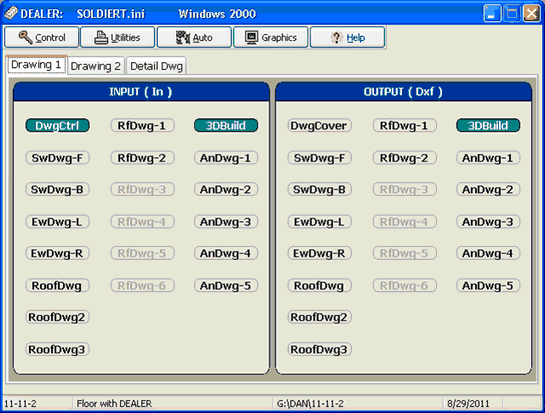 DEALER: SOLDIERT.ini Windows 2000
Control Utilities Auto Graphics Help
Drawing 1 Drawing 2 Detail Dwg
INPUT ( In )
DwgCtrl RfDwg-1 3DBuild
SwDwg-F RfDwg-2 AnDwg-1
SwDwg-B RfDwg-3 AnDwg-2
EwDwg-L RfDwg-4 AnDwg-3
EwDwg-R RfDwg-5 AnDwg-4
RoofDwg RfDwg-6 AnDwg-5
RoofDwg2
RoofDwg3
OUTPUT ( Dxf )
DwgCover RfDwg-1 3DBuild
SwDwg-F RfDwg-2 AnDwg-1
SwDwg-B RfDwg-3 AnDwg-2
EwDwg-L RfDwg-4 AnDwg-3
EwDwg-R RfDwg-5 AnDwg-4
RoofDwg RfDwg-6 AnDwg-5
RoofDwg2
RoofDwg3
11-11-2 Floor with DEALER G:\DAN\11-11-2 8/29/2011